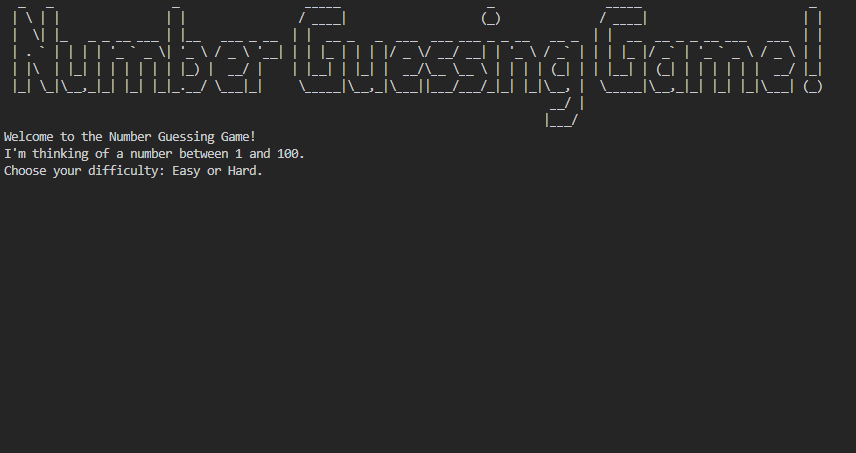 Number Guessing Game!
Welcome to the Number Guessing Game!
I'm thinking of a number between 1 and 100.
Choose your difficulty: Easy or Hard.